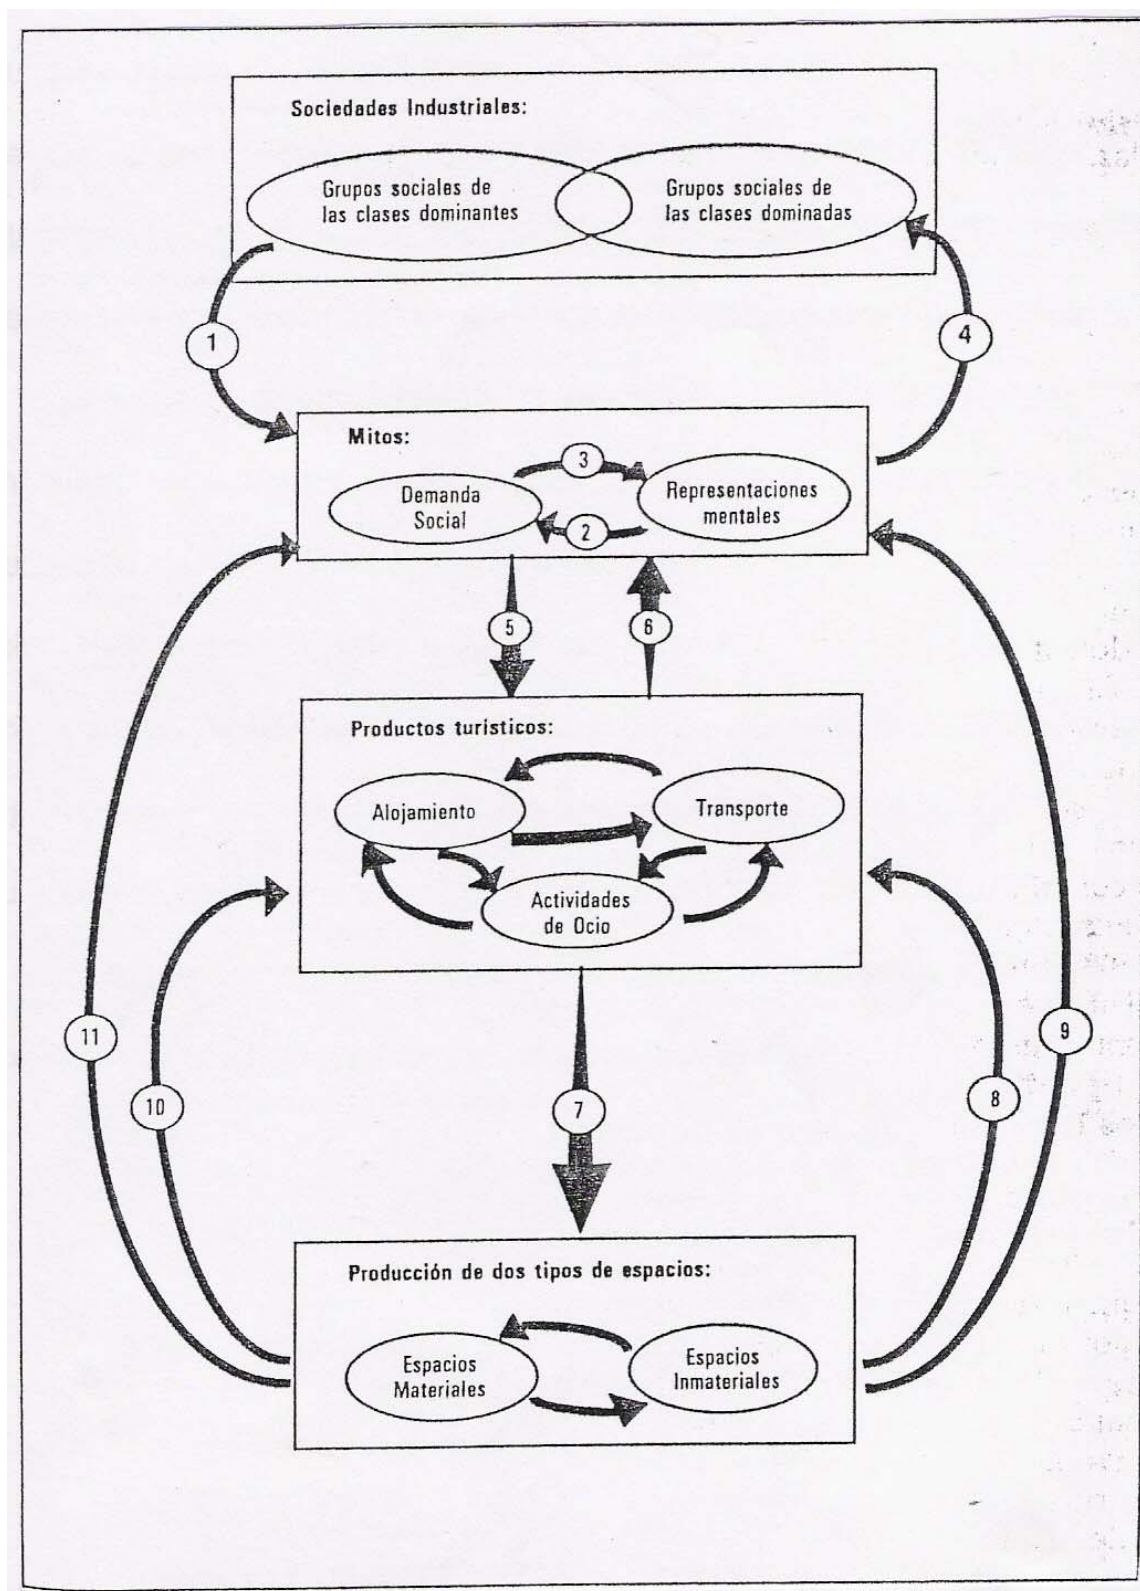 Sociedades Industriales:
Grupos sociales de
las clases dominantes
Grupos sociales de
las clases dominadas
1
4
Mitos:
3
Demanda
Social
Representaciones
mentales
2
5
6
Productos turísticos:
Alojamiento
Transporte
Actividades
de Ocio
11
9
10
7
8
Producción de dos tipos de espacios:
Espacios
Materiales
Espacios
Inmateriales